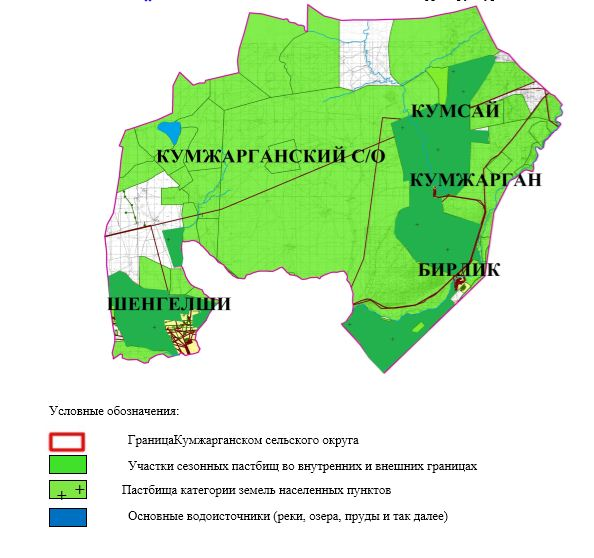 КУМСАЙ
КУМЖАРГАНСКИЙ С/О
КУМЖАРГАН
БИРЛИК
ШЕНГЕЛШИ
Условные обозначения:
ГраницаКумжарганском сельского округа
Участки сезонных пастбищ во внутренних и внешних границах
Пастбища категории земель населенных пунктов
Основные водоисточники (реки, озера, пруды и так далее)